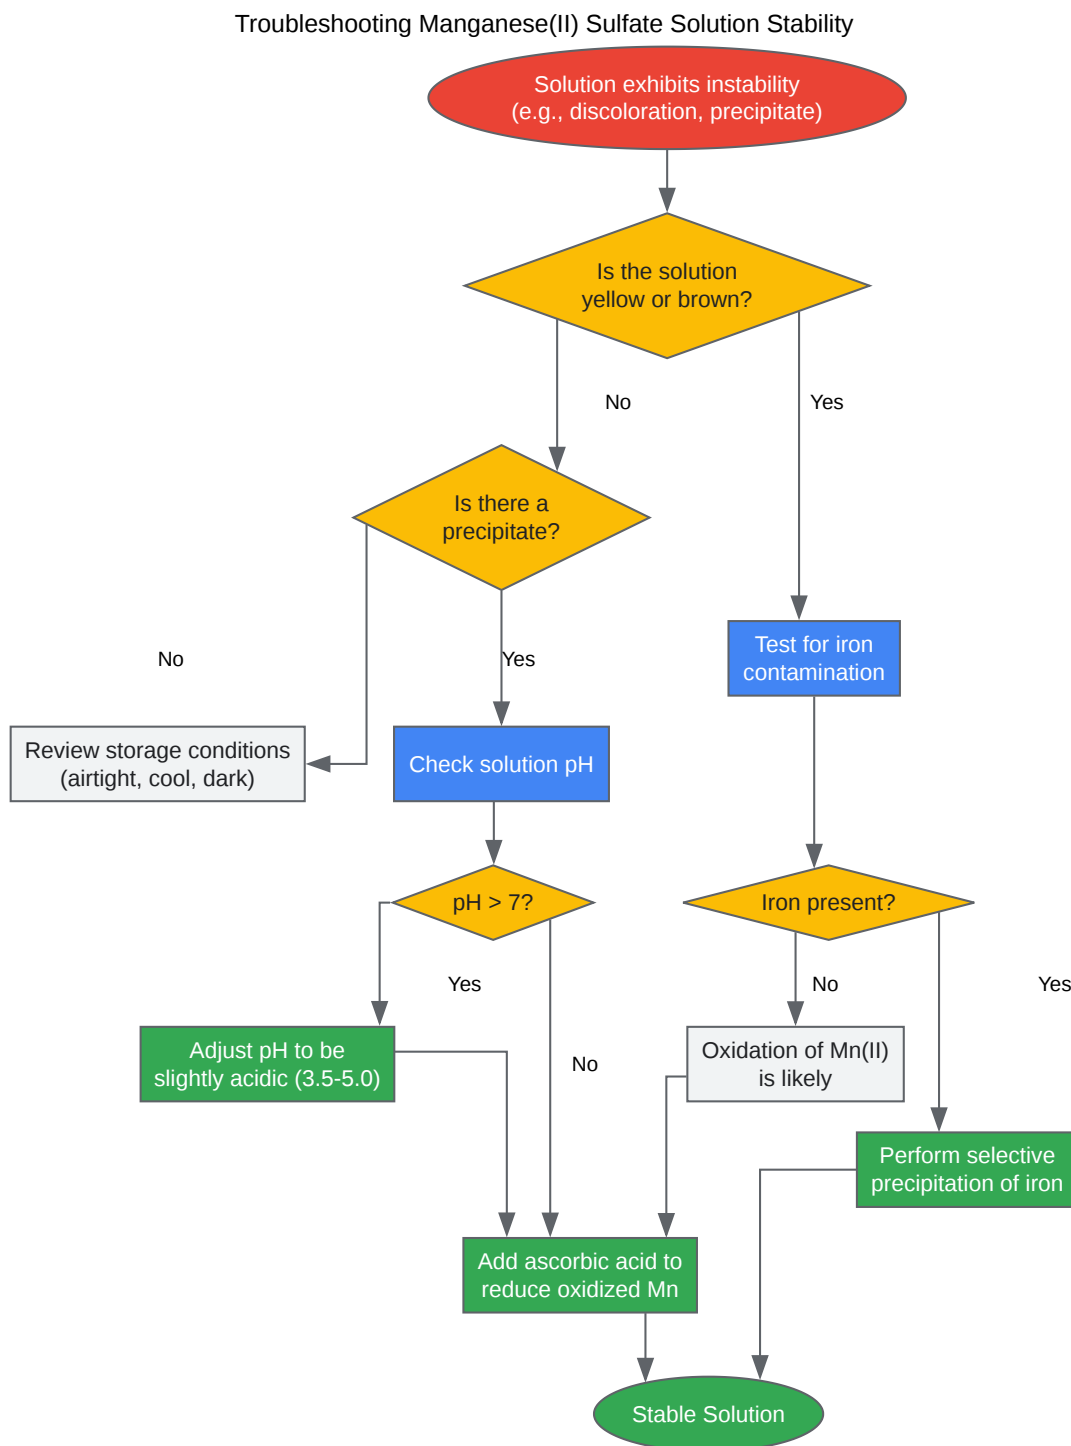 Troubleshooting Manganese(II) Sulfate Solution Stability
Solution exhibits instability
(e.g., discoloration, precipitate)
Is the solution
yellow or brown?
No
Yes
Is there a
precipitate?
No
Yes
Test for iron
contamination
Review storage conditions
(airtight, cool, dark)
Check solution pH
pH > 7?
Iron present?
Yes
No
No
Yes
Adjust pH to be
slightly acidic (3.5-5.0)
Oxidation of Mn(II)
is likely
Perform selective
precipitation of iron
Add ascorbic acid to
reduce oxidized Mn
Stable Solution